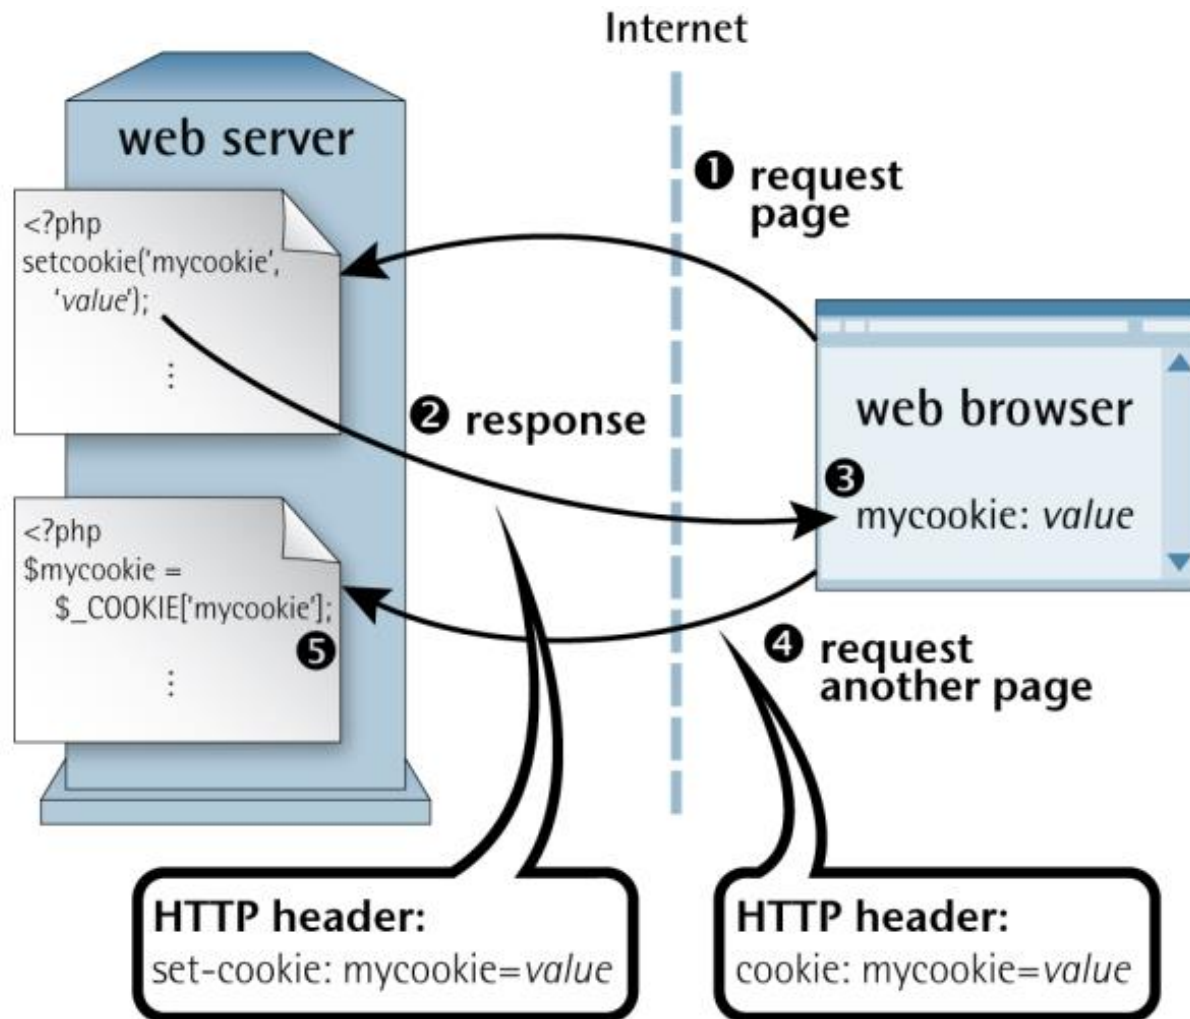 Internet
web server
❶ request
page
<?php
setcookie('mycookie',
'value');
⋮
❷ response
web browser
❸
mycookie: value
<?php
$mycookie =
$_COOKIE['mycookie'];
❺
⋮
❹ request
another page
HTTP header:
set-cookie: mycookie=value
HTTP header:
cookie: mycookie=value